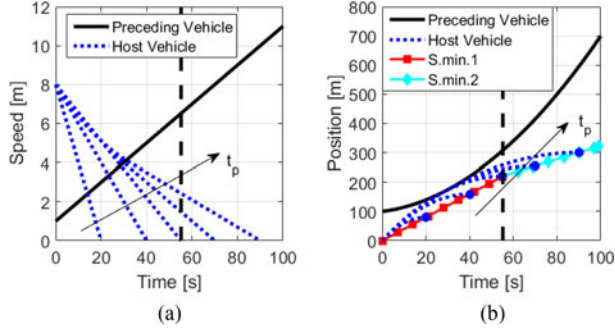 12
10
8
6
4
2
0
Speed [m]
Preceding Vehicle
Host Vehicle
t_p
0 20 40 60 80 100
Time [s]
(a)
800
700
600
500
400
300
200
100
0
Position [m]
Preceding Vehicle
Host Vehicle
S.min.1
S.min.2
t_p
0 20 40 60 80 100
Time [s]
(b)